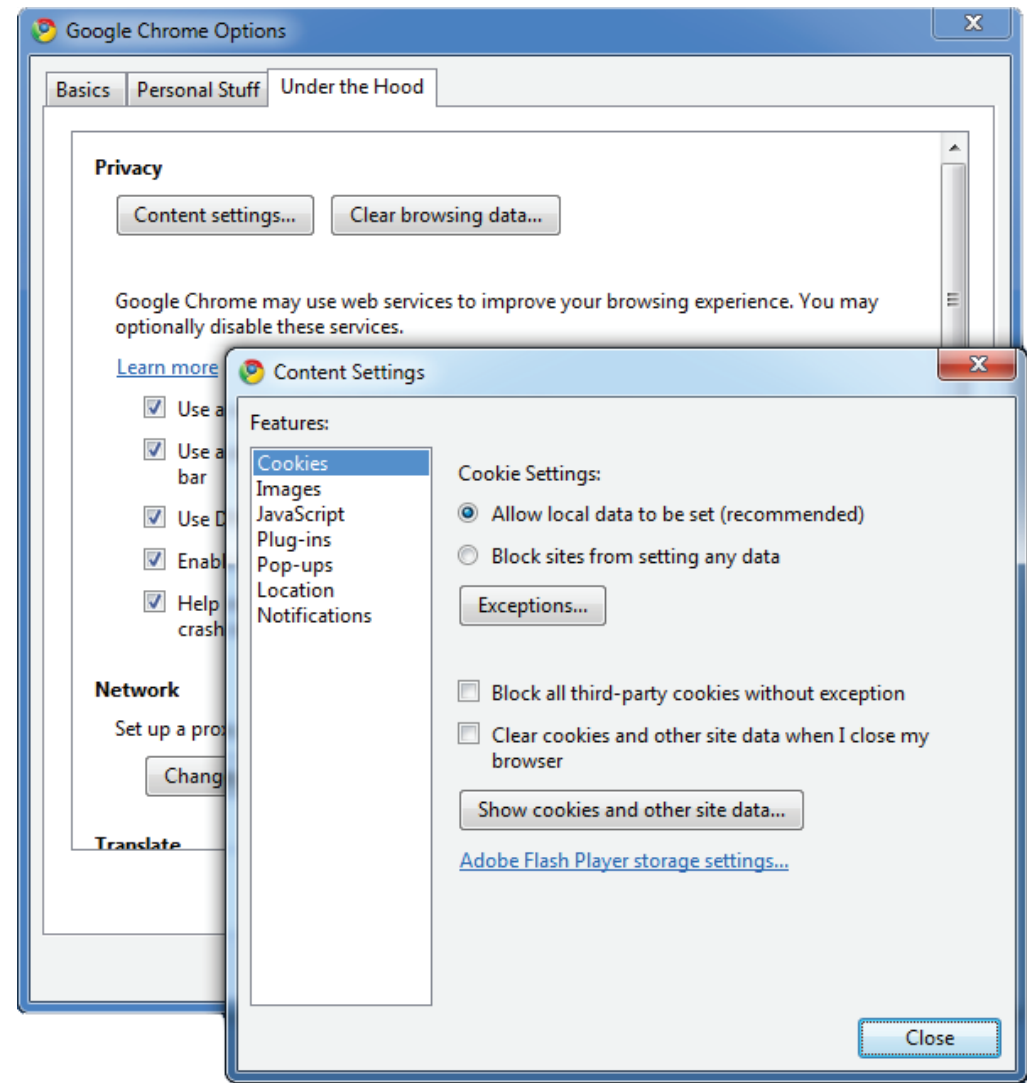 Google Chrome Options
Basics
Personal Stuff
Under the Hood
Privacy
Content settings...
Clear browsing data...
Google Chrome may use web services to improve your browsing experience. You may
optionally disable these services.
Learn more
Use a
Use a
bar
Use D
Enabl
Help
crash
Network
Set up a prox
Chang
Translate
Content Settings
Features:
Cookies
Images
JavaScript
Plug-ins
Pop-ups
Location
Notifications
Cookie Settings:
Allow local data to be set (recommended)
Block sites from setting any data
Exceptions...
Block all third-party cookies without exception
Clear cookies and other site data when I close my
browser
Show cookies and other site data...
Adobe Flash Player storage settings...
Close